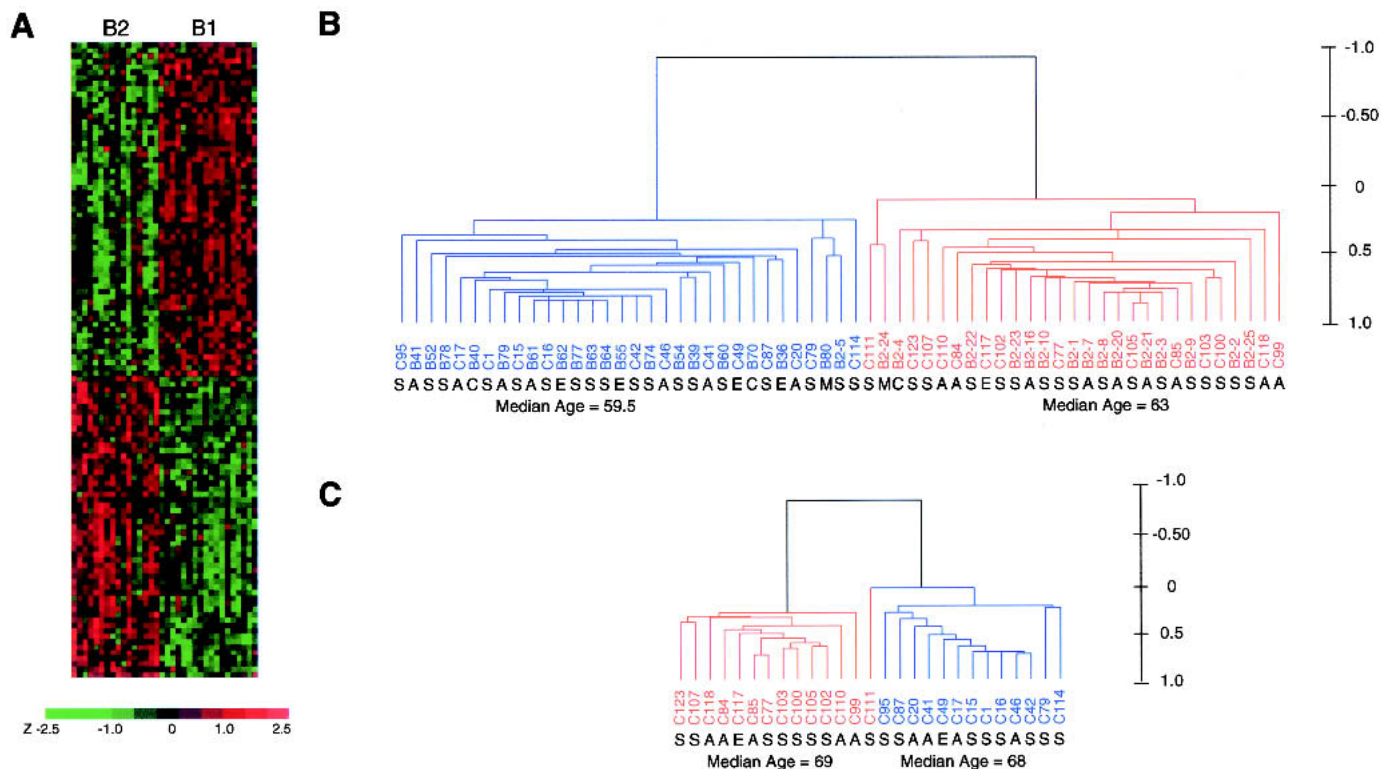 A
B2 B1
Z -2.5 -1.0 0 1.0 2.5
B
-1.0
-0.50
0
0.5
1.0
C95 B41 B52 B78 C17 B40 C1 B79 C15 B61 C16 B62 B77 B63 B64 B55 C42 B74 C46 B54 B39 C41 B60 C49 B70 C87 B36 C20 C79 B80 B2-5 C114 C111 B2-24 B2-4 C123 C107 C110 C84 B2-22 C117 C102 B2-23 B2-16 B2-10 C77 B2-1 B2-7 B2-8 B2-20 C105 B2-21 B2-3 C85 B2-9 C103 C100 B2-2 B2-25 C118 C99
S A S S A C S A S A S E S S S E S S A S S A S E C S E A S M S S S M C S S A A S E S S A S S S A S A S A S A S S S S S A A
Median Age = 59.5 Median Age = 63
C
-1.0
-0.50
0
0.5
1.0
C123 C107 C118 C84 C117 C85 C77 C103 C100 C105 C102 C110 C99 C111 C95 C87 C20 C41 C49 C17 C15 C1 C16 C46 C42 C79 C114
S S A A E A S S S S S A A S S S A A E A S S S A S S S
Median Age = 69 Median Age = 68